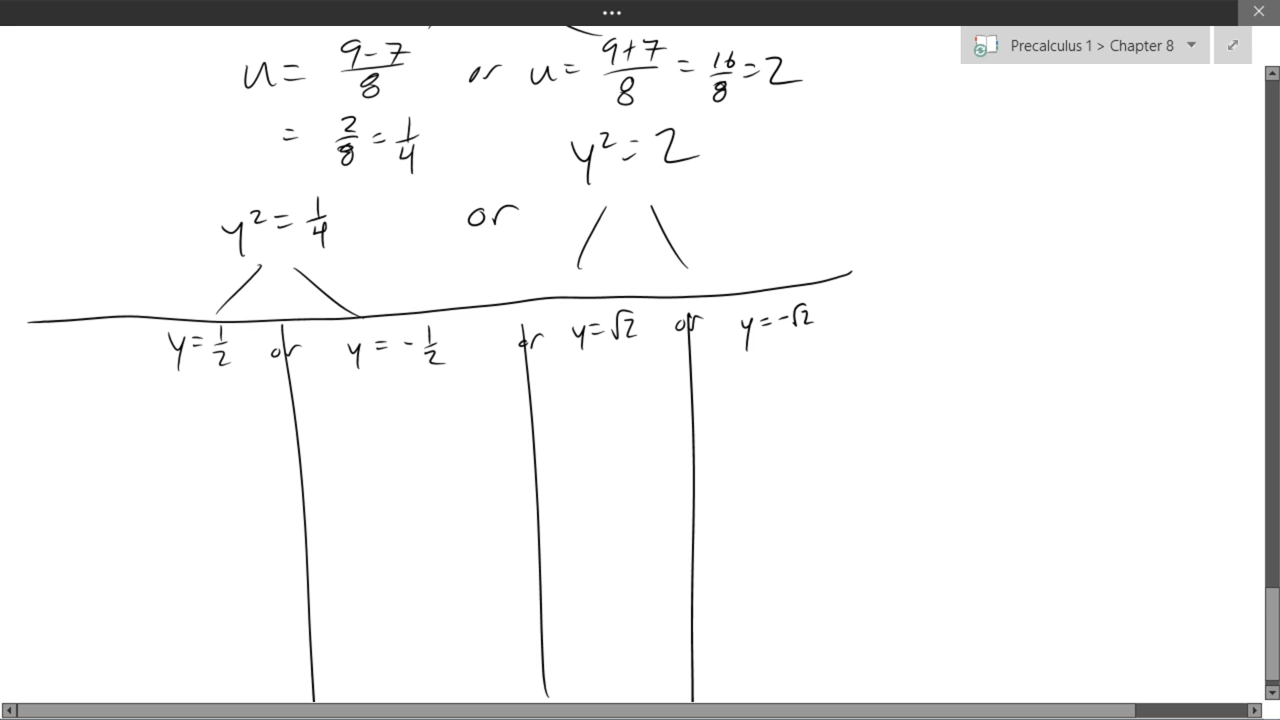 Precalculus 1 > Chapter 8
u = (9-7)/8 or u = (9+7)/8 = 16/8 = 2
= 2/8 = 1/4
y² = 2
y² = 1/4 or
y = 1/2 or y = -1/2 or y = √2 or y = -√2